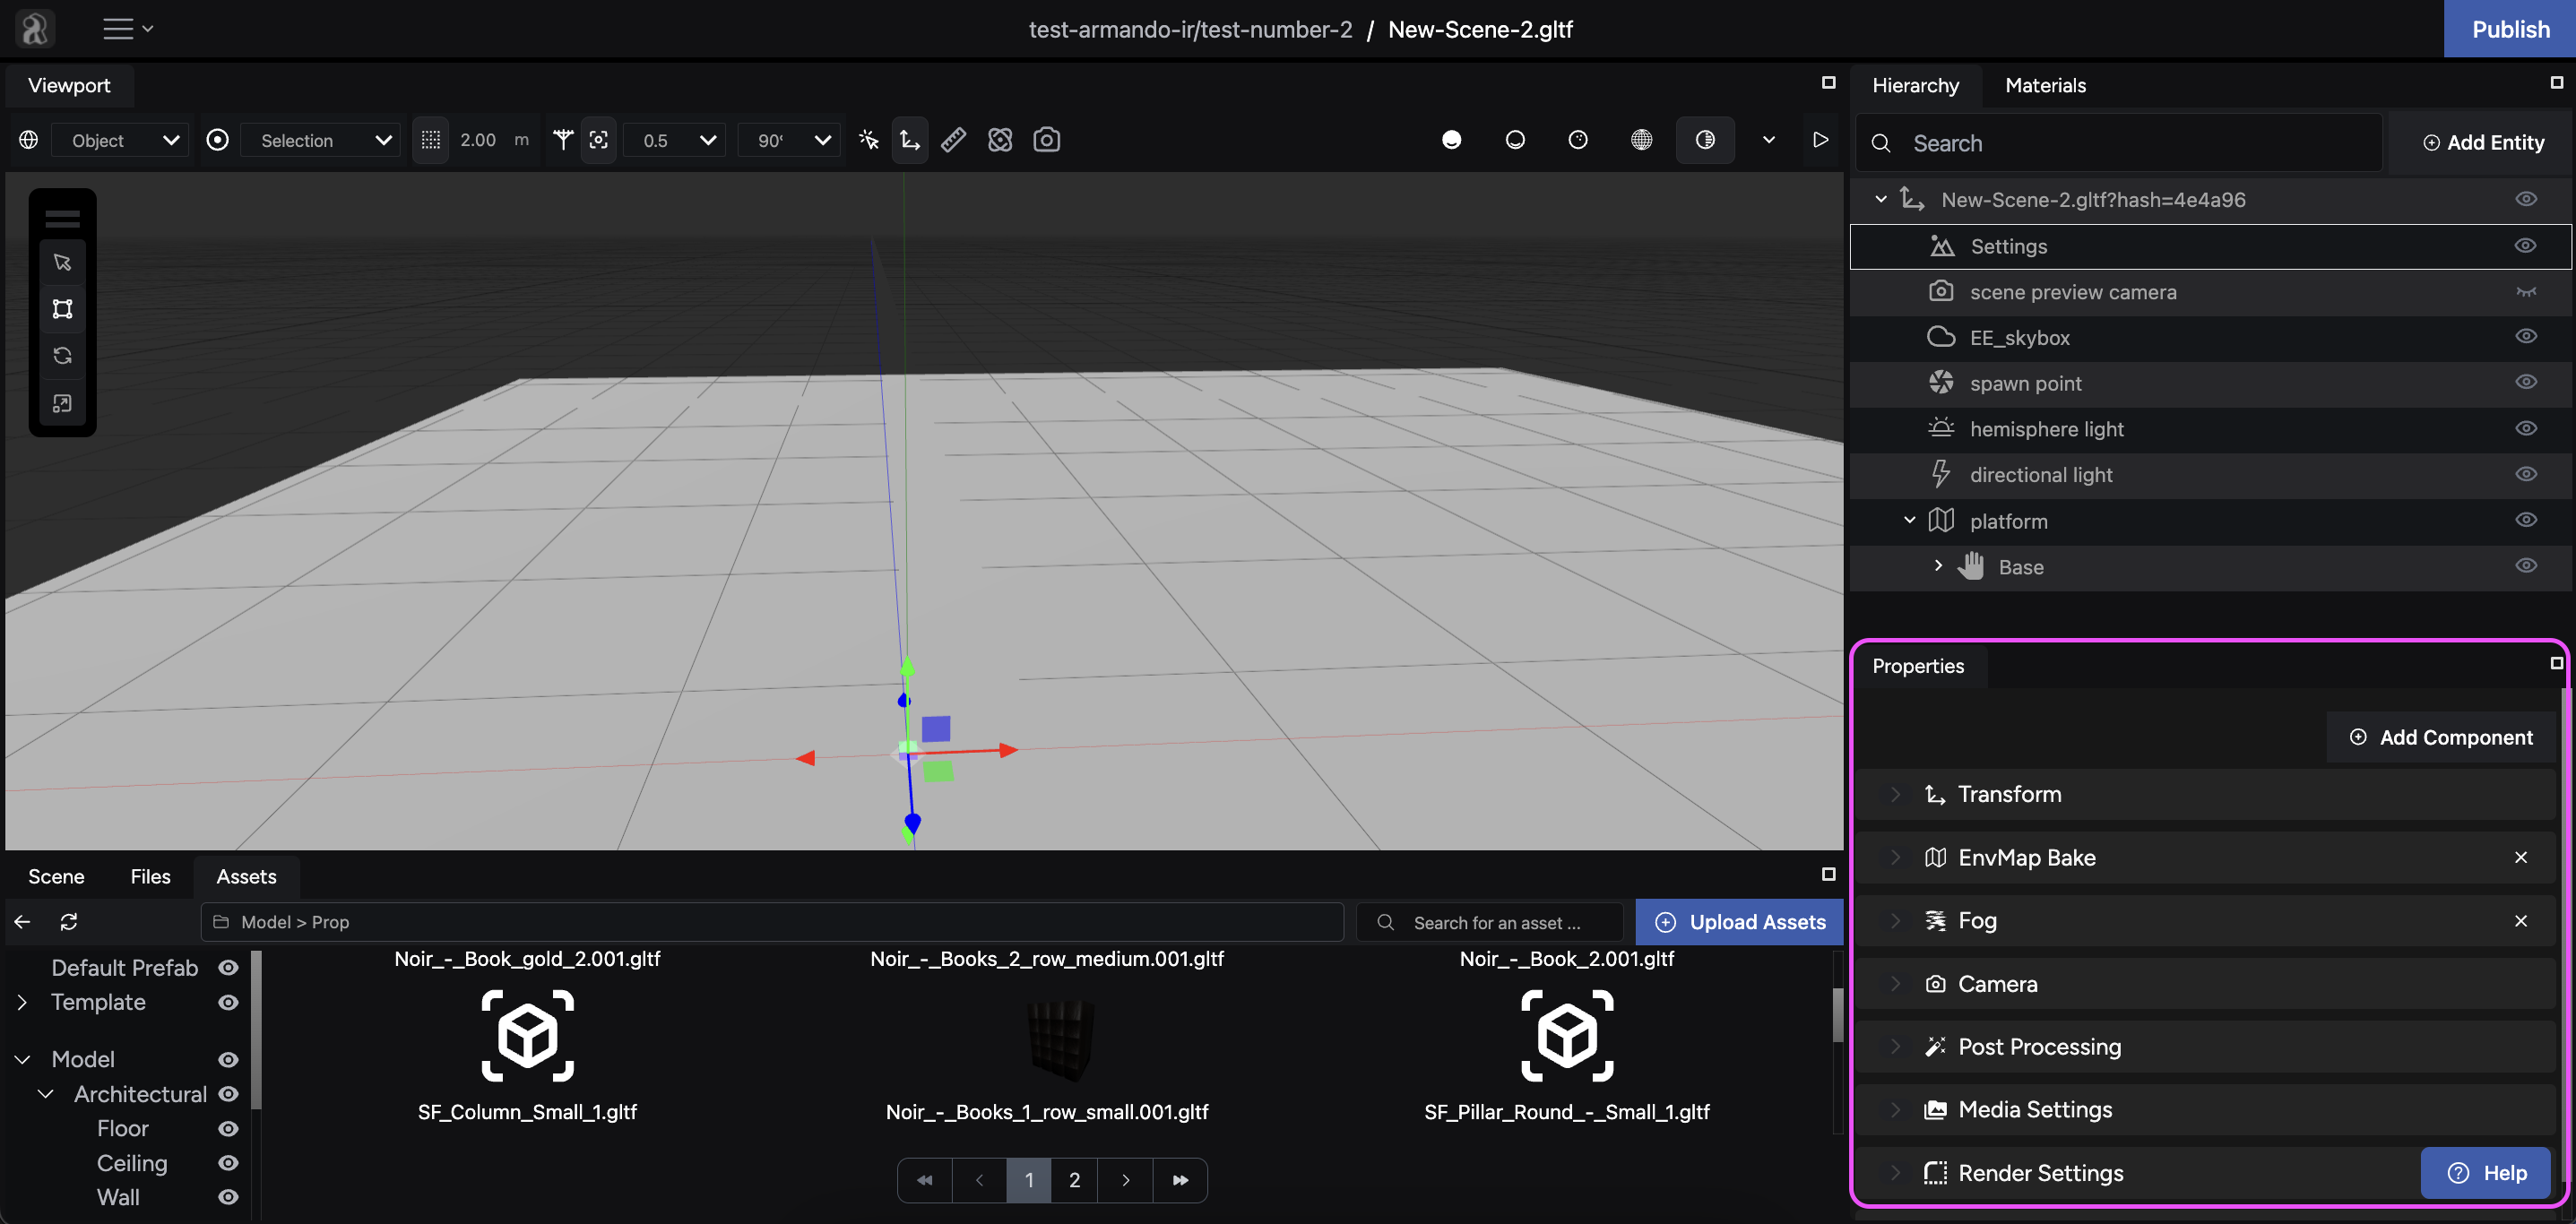 test-armando-ir/test-number-2 / New-Scene-2.gltf
Publish
Viewport
Object
Selection
2.00 m
0.5
90°
Hierarchy
Materials
Search
Add Entity
New-Scene-2.gltf?hash=4e4a96
Settings
scene preview camera
EE_skybox
spawn point
hemisphere light
directional light
platform
Base
Properties
Add Component
Transform
EnvMap Bake
Fog
Camera
Post Processing
Media Settings
Render Settings
Help
Scene
Files
Assets
Model > Prop
Search for an asset ...
Upload Assets
Default Prefab
Template
Model
Architectural
Floor
Ceiling
Wall
Noir_-_Book_gold_2.001.gltf
Noir_-_Books_2_row_medium.001.gltf
Noir_-_Book_2.001.gltf
SF_Column_Small_1.gltf
Noir_-_Books_1_row_small.001.gltf
SF_Pillar_Round_-_Small_1.gltf
1
2